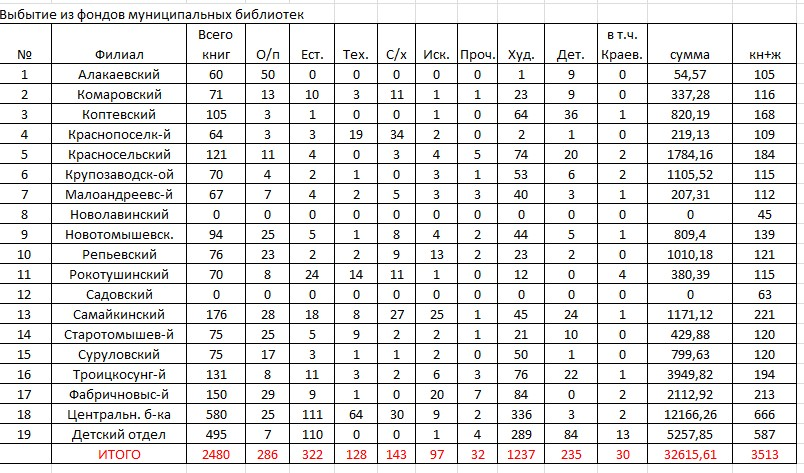 Выбытие из фондов муниципальных библиотек
№ Филиал Всего книг О/п Ест. Тех. С/х Иск. Проч. Худ. Дет. в т.ч. Краев. сумма кн+ж
1 Алакаевский 60 50 0 0 0 0 0 1 9 0 54,57 105
2 Комаровский 71 13 10 3 11 1 1 23 9 0 337,28 116
3 Коптевский 105 3 1 0 0 1 0 64 36 1 820,19 168
4 Краснопоселк-й 64 3 3 19 34 2 0 2 1 0 219,13 109
5 Красносельский 121 11 4 0 3 4 5 74 20 2 1784,16 184
6 Крупозаводск-ой 70 4 2 1 0 3 1 53 6 2 1105,52 115
7 Малоандреевс-й 67 7 4 2 5 3 3 40 3 1 207,31 112
8 Новолавинский 0 0 0 0 0 0 0 0 0 0 0 45
9 Новотомышевск. 94 25 5 1 8 4 2 44 5 1 809,4 139
10 Репьевский 76 23 2 2 9 13 2 23 2 0 1010,18 121
11 Рокотушинский 70 8 24 14 11 1 0 12 0 4 380,39 115
12 Садовский 0 0 0 0 0 0 0 0 0 0 0 63
13 Самайкинский 176 28 18 8 27 25 1 45 24 1 1171,12 221
14 Старотомышев-й 75 25 5 9 2 2 1 21 10 0 429,88 120
15 Суруловский 75 17 3 1 1 2 0 50 1 0 799,63 120
16 Троицкосунг-й 131 8 11 3 2 6 3 76 22 1 3949,82 194
17 Фабричновыс-й 150 29 9 1 0 20 7 84 0 2 2112,92 213
18 Центральн. б-ка 580 25 111 64 30 9 2 336 3 2 12166,26 666
19 Детский отдел 495 7 110 0 0 1 4 289 84 13 5257,85 587
ИТОГО 2480 286 322 128 143 97 32 1237 235 30 32615,61 3513